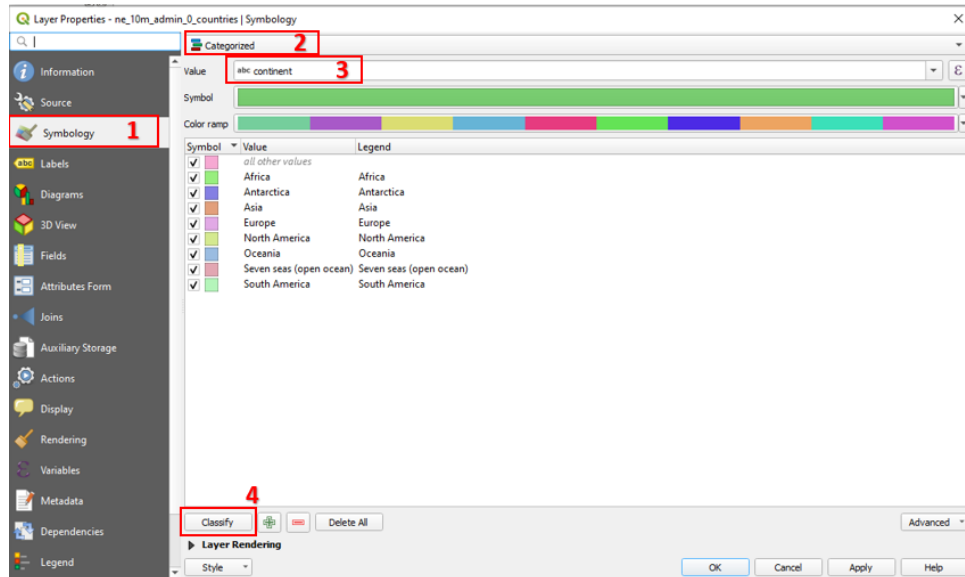 Layer Properties - ne_10m_admin_0_countries | Symbology
Categorized 2
Information
Value abc continent 3
Source
Symbol
Symbology 1
Color ramp
Symbol Value Legend
all other values
abc Labels
Africa Africa
Antarctica Antarctica
Diagrams
Asia Asia
Europe Europe
3D View
North America North America
Oceania Oceania
Fields
Seven seas (open ocean) Seven seas (open ocean)
South America South America
Attributes Form
Joins
Auxiliary Storage
Actions
Display
Rendering
Variables
Metadata
4
Classify Delete All Advanced
Dependencies
Layer Rendering
Legend
Style OK Cancel Apply Help